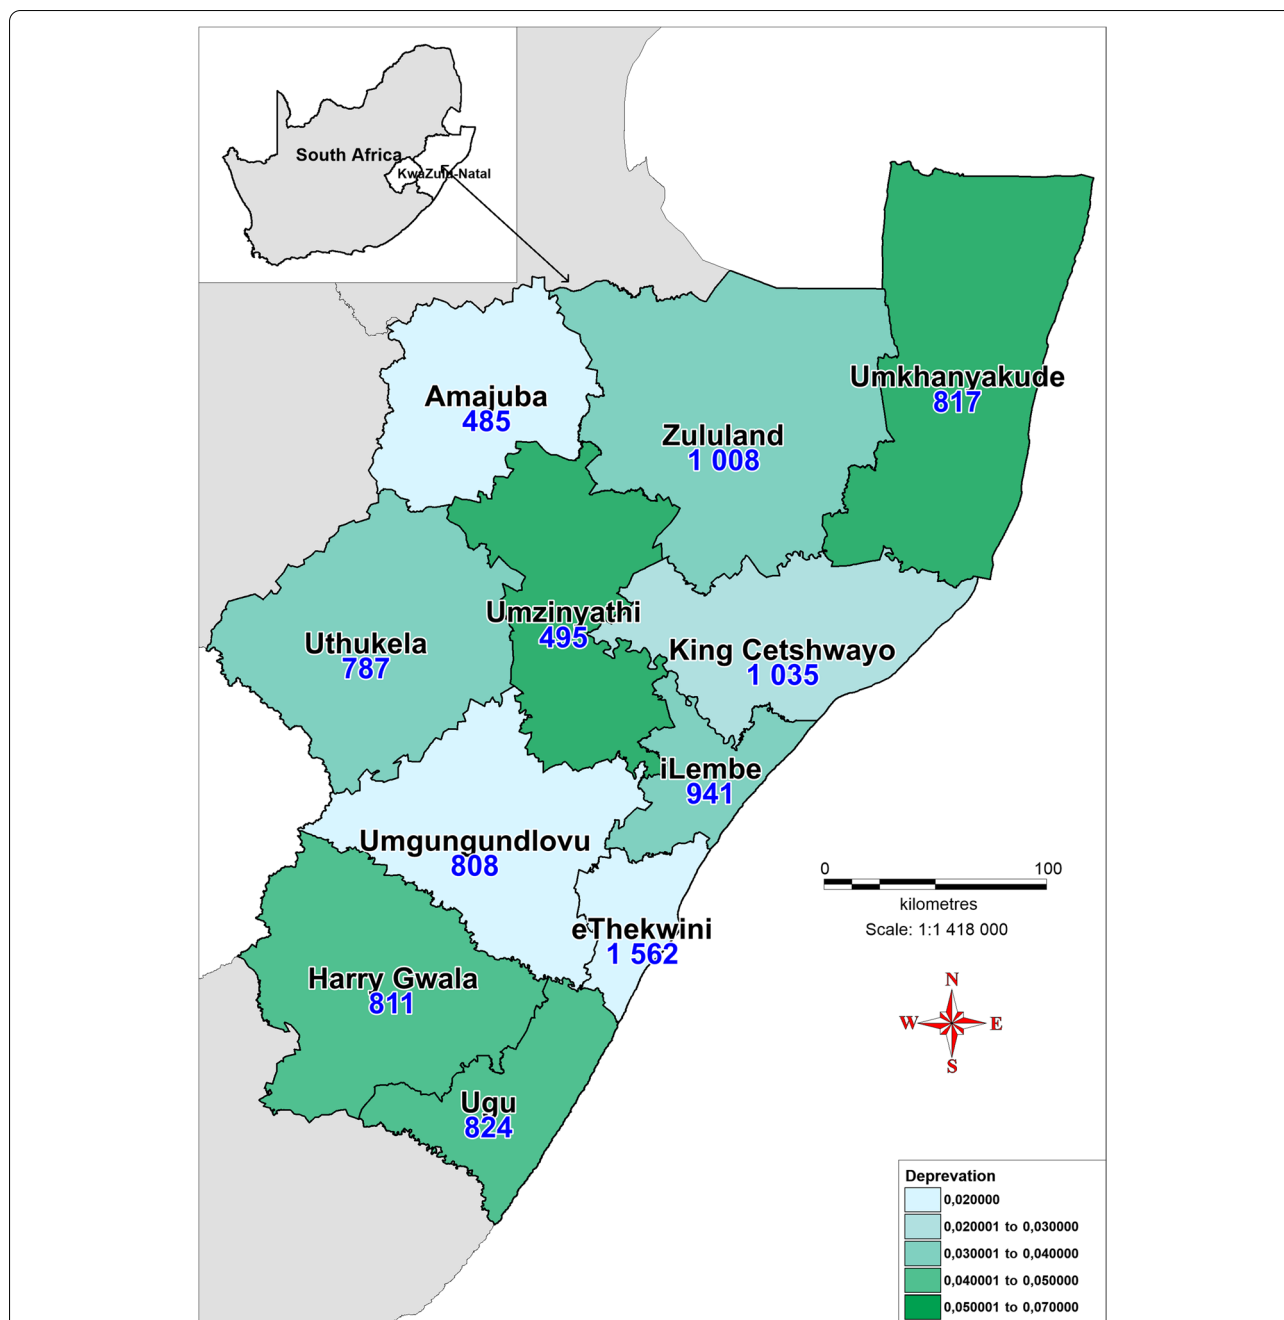 South Africa
KwaZulu-Natal
Umkhanyakude
817
Amajuba
485
Zululand
1 008
Umzinyathi
495
Uthukela
787
King Cetshwayo
1 035
iLembe
941
Umgungundlovu
808
0 100
kilometres
Scale: 1:1 418 000
eThekwini
1 562
Harry Gwala
811
N
W E
S
Ugu
824
Deprevation
0,020000
0,020001 to 0,030000
0,030001 to 0,040000
0,040001 to 0,050000
0,050001 to 0,070000